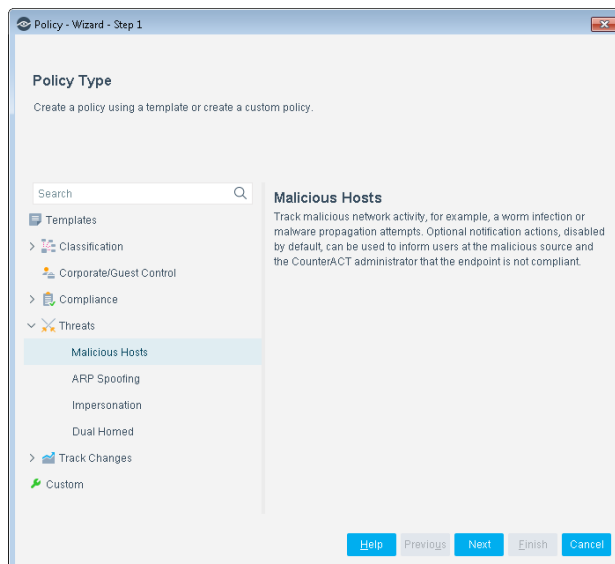 Policy - Wizard - Step 1
Policy Type
Create a policy using a template or create a custom policy.
Search
Templates
Classification
Corporate/Guest Control
Compliance
Threats
Malicious Hosts
ARP Spoofing
Impersonation
Dual Homed
Track Changes
Custom
Malicious Hosts
Track malicious network activity, for example, a worm infection or
malware propagation attempts. Optional notification actions, disabled
by default, can be used to inform users at the malicious source and
the CounterACT administrator that the endpoint is not compliant.
Help Previous Next Finish Cancel